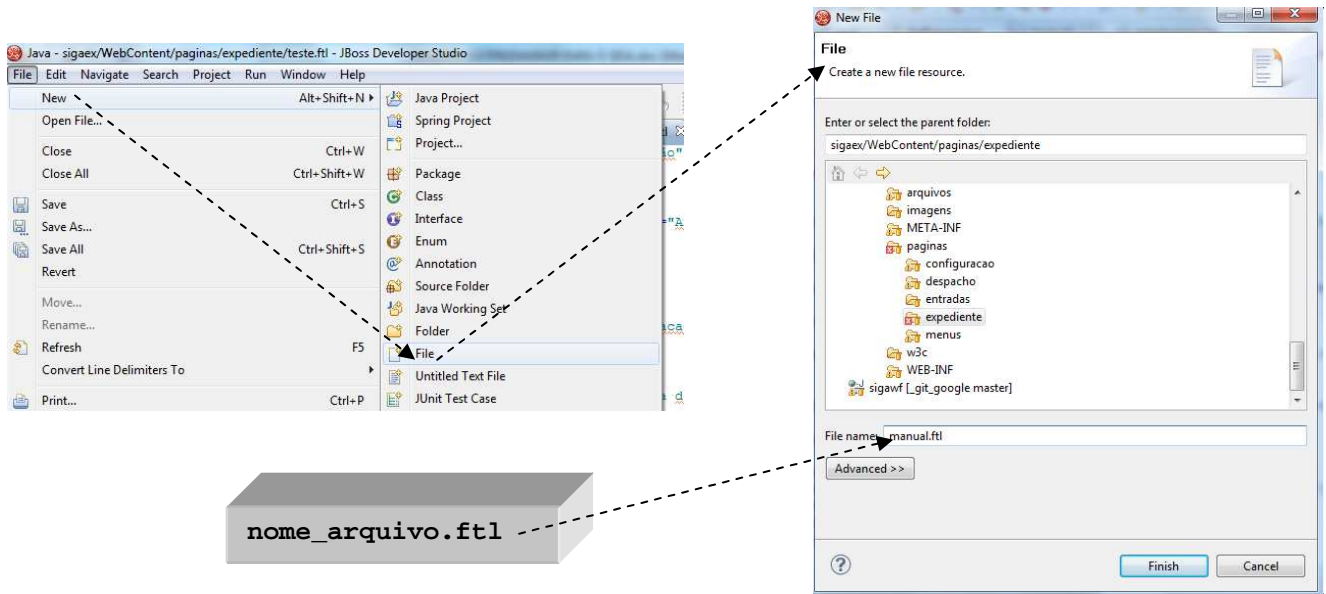 Java - sigaex/WebContent/paginas/expediente/teste.ftl - JBoss Developer Studio
File Edit Navigate Search Project Run Window Help
New Alt+Shift+N
Open File...
Close Ctrl+W
Close All Ctrl+Shift+W
Save Ctrl+S
Save As...
Save All Ctrl+Shift+S
Revert
Move...
Rename...
Refresh F5
Convert Line Delimiters To
Print... Ctrl+P
Java Project
Spring Project
Project...
Package
Class
Interface
Enum
Annotation
Source Folder
Java Working Set
Folder
File
Untitled Text File
JUnit Test Case
io"
="A
aca
a d
nome_arquivo.ftl
New File
File
Create a new file resource.
Enter or select the parent folder:
sigaex/WebContent/paginas/expediente
arquivos
imagens
META-INF
paginas
configuracao
despacho
entradas
expediente
menus
w3c
WEB-INF
sigawf [_git_google master]
File name: manual.ftl
Advanced >>
Finish Cancel